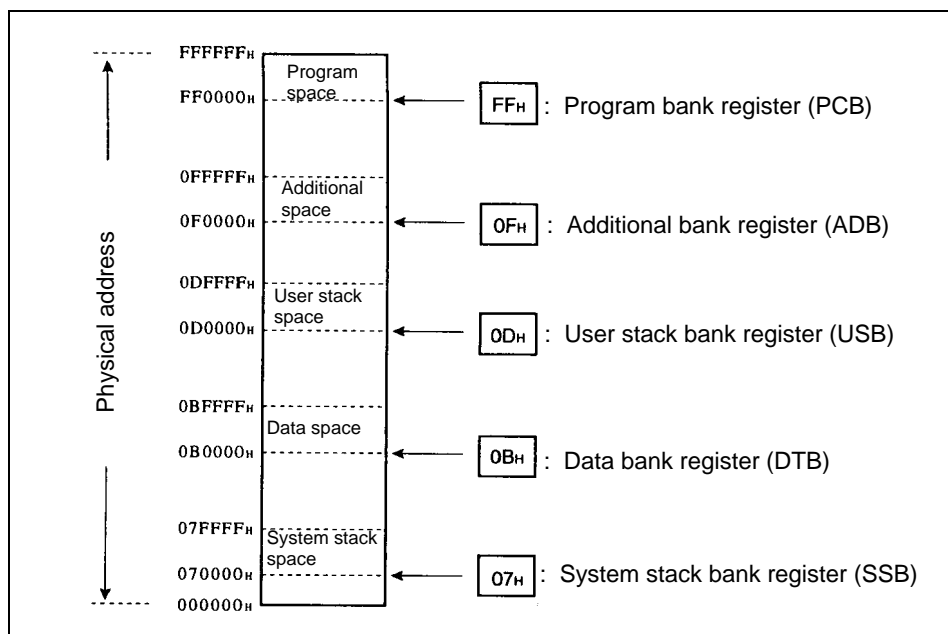 FFFFFFH
Program
space
FF0000H
FFH : Program bank register (PCB)
0FFFFFH
Additional
space
0F0000H
0FH : Additional bank register (ADB)
0DFFFFH
User stack
space
0D0000H
0DH : User stack bank register (USB)
0BFFFFH
Data space
0B0000H
0BH : Data bank register (DTB)
07FFFFH
System stack
space
070000H
07H : System stack bank register (SSB)
000000H
Physical address